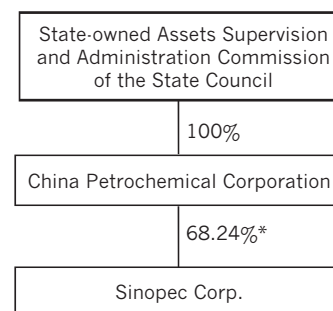 State-owned Assets Supervision
and Administration Commission
of the State Council
100%
China Petrochemical Corporation
68.24%*
Sinopec Corp.